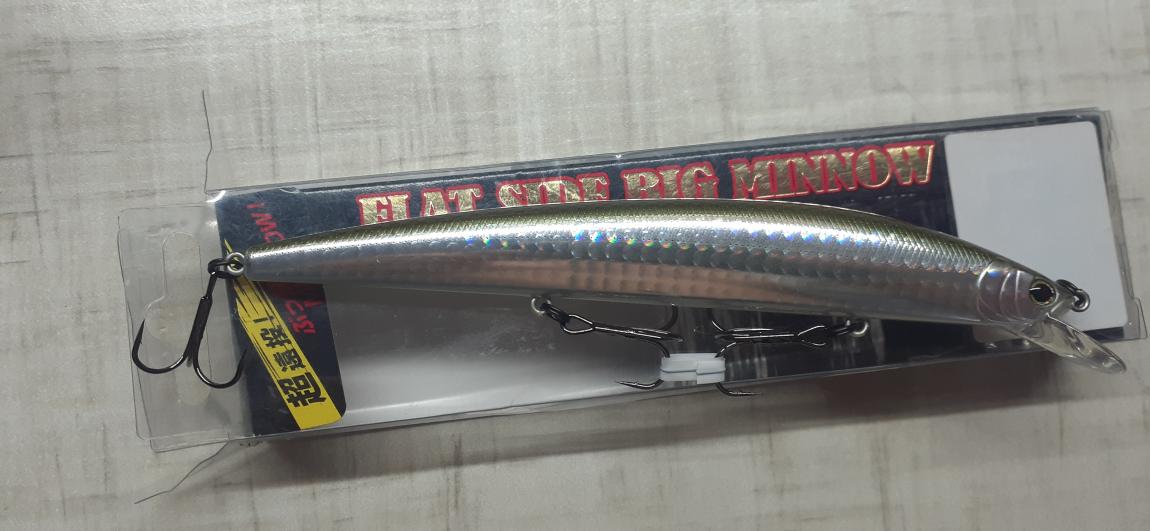 FLAT SIDE BIG MINNOW
超遠投!